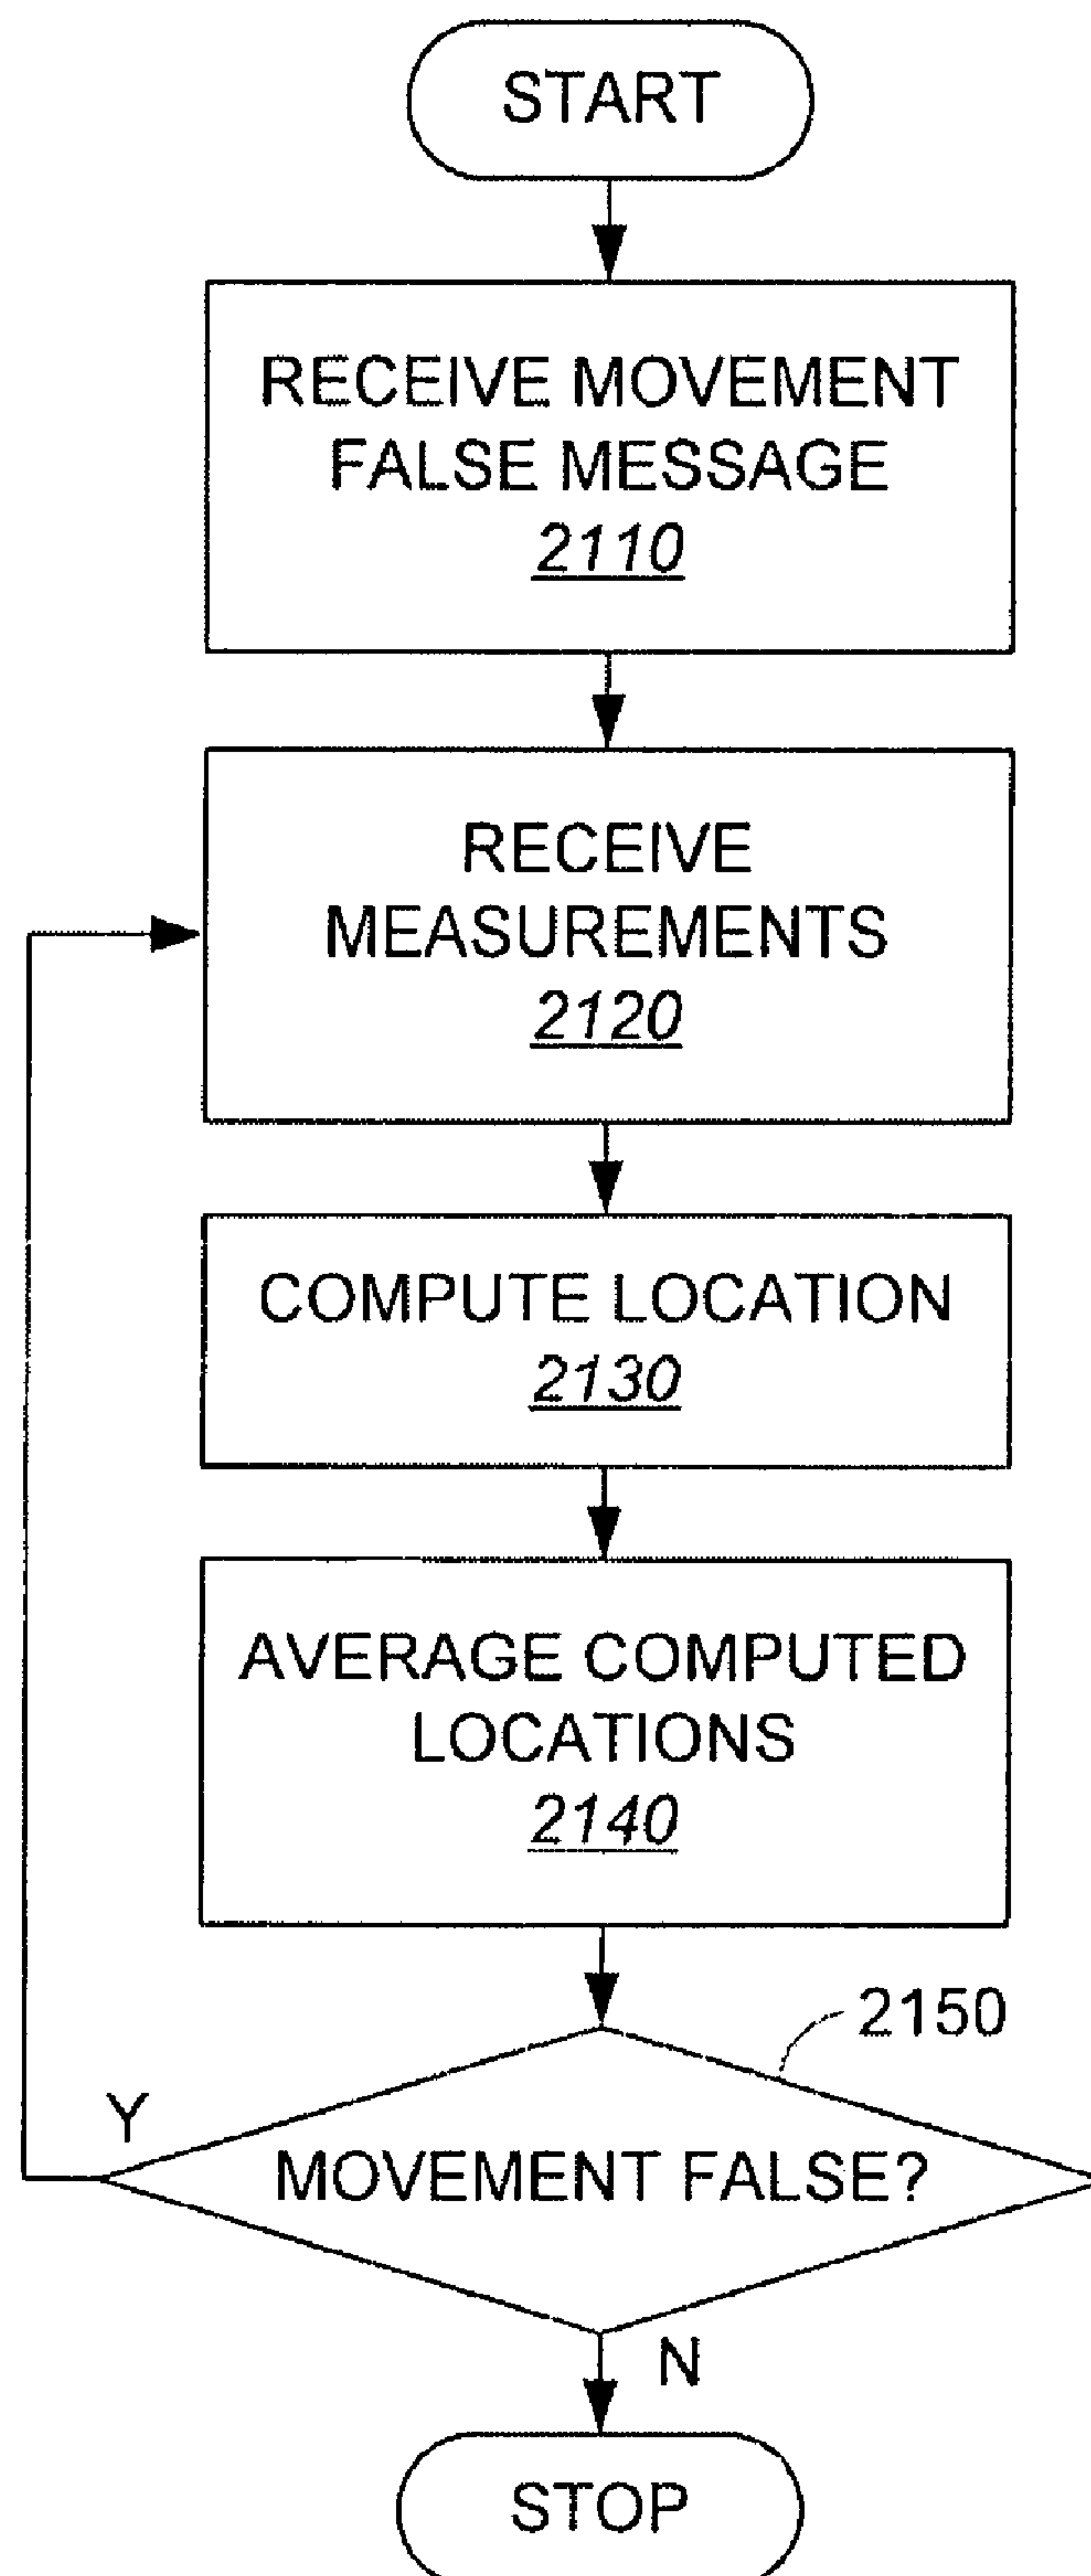 START
RECEIVE MOVEMENT
FALSE MESSAGE
2110
RECEIVE
MEASUREMENTS
2120
COMPUTE LOCATION
2130
AVERAGE COMPUTED
LOCATIONS
2140
2150
Y
MOVEMENT FALSE?
N
STOP